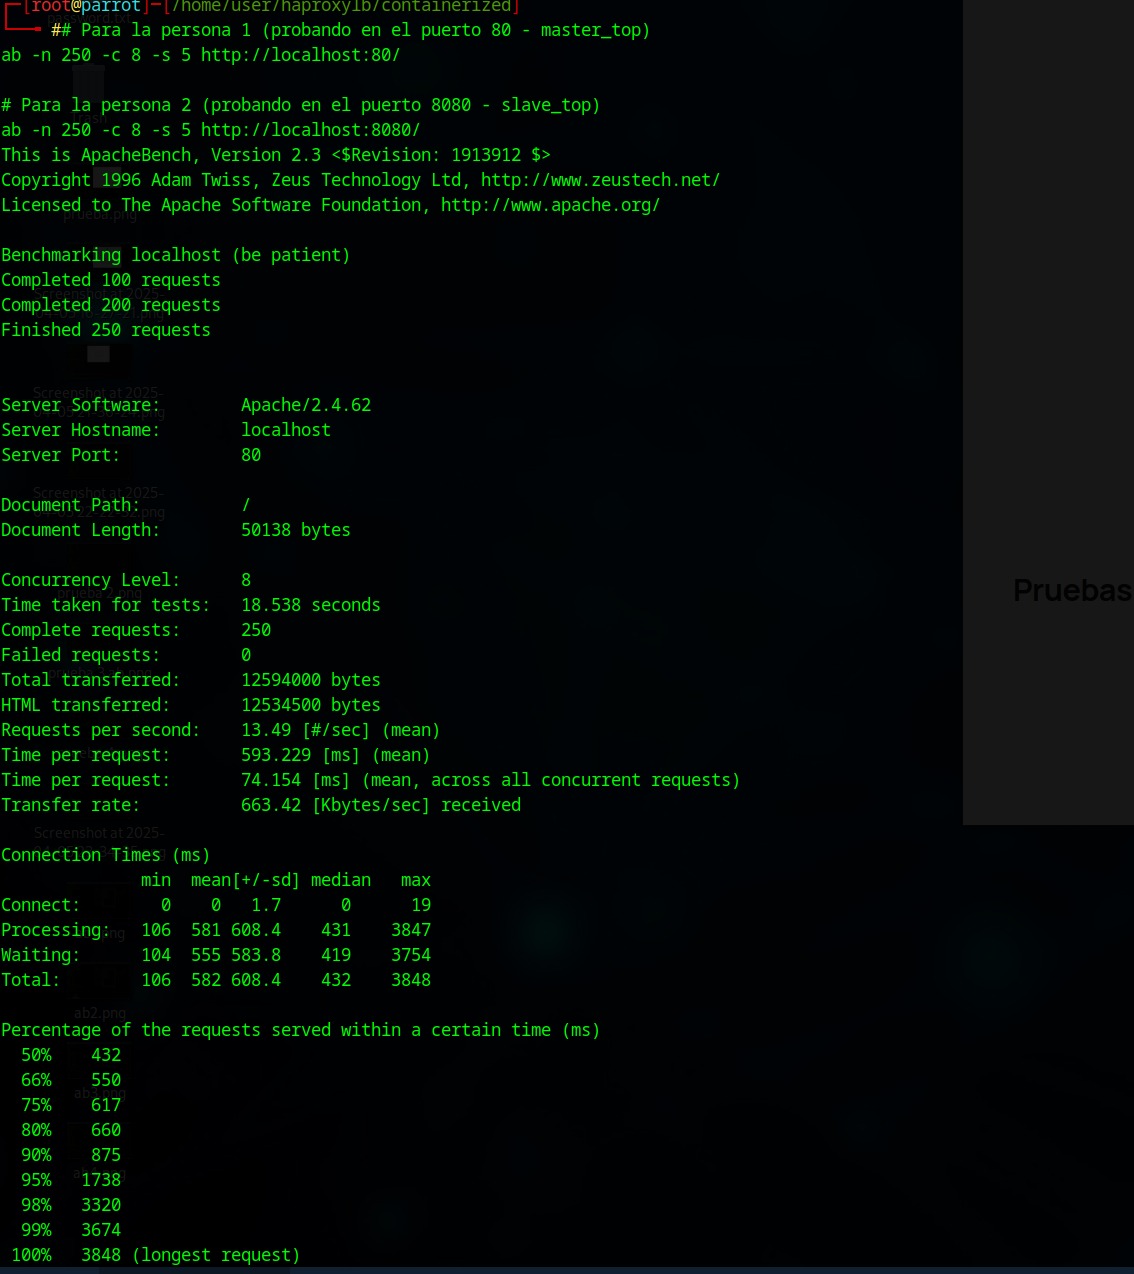 ┌─[root@parrot]─[/home/user/haproxylb/containerized]
└──╼ ## Para la persona 1 (probando en el puerto 80 - master_top)
ab -n 250 -c 8 -s 5 http://localhost:80/

# Para la persona 2 (probando en el puerto 8080 - slave_top)
ab -n 250 -c 8 -s 5 http://localhost:8080/
This is ApacheBench, Version 2.3 <$Revision: 1913912 $>
Copyright 1996 Adam Twiss, Zeus Technology Ltd, http://www.zeustech.net/
Licensed to The Apache Software Foundation, http://www.apache.org/

Benchmarking localhost (be patient)
Completed 100 requests
Completed 200 requests
Finished 250 requests


Server Software:        Apache/2.4.62
Server Hostname:        localhost
Server Port:            80

Document Path:          /
Document Length:        50138 bytes

Concurrency Level:      8
Time taken for tests:   18.538 seconds
Complete requests:      250
Failed requests:        0
Total transferred:      12594000 bytes
HTML transferred:       12534500 bytes
Requests per second:    13.49 [#/sec] (mean)
Time per request:       593.229 [ms] (mean)
Time per request:       74.154 [ms] (mean, across all concurrent requests)
Transfer rate:          663.42 [Kbytes/sec] received

Connection Times (ms)
              min  mean[+/-sd] median   max
Connect:        0    0   1.7      0      19
Processing:   106  581 608.4    431    3847
Waiting:      104  555 583.8    419    3754
Total:        106  582 608.4    432    3848

Percentage of the requests served within a certain time (ms)
  50%    432
  66%    550
  75%    617
  80%    660
  90%    875
  95%   1738
  98%   3320
  99%   3674
 100%   3848 (longest request)
Pruebas